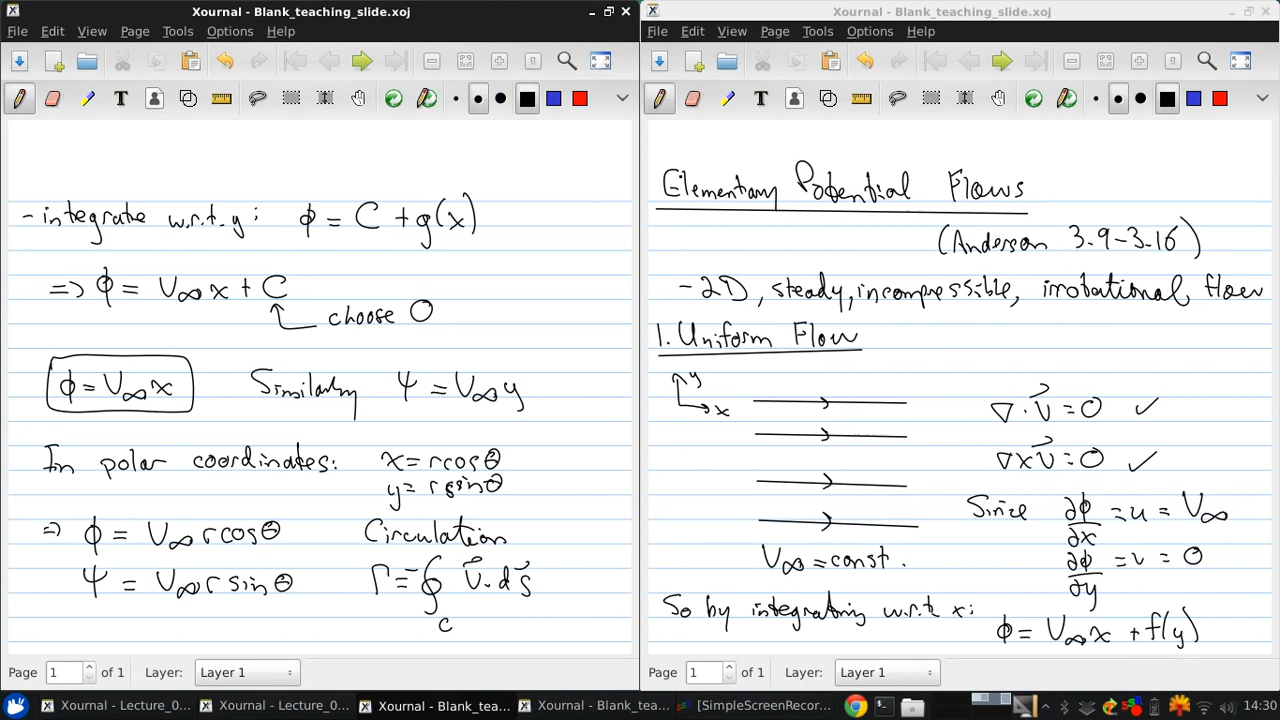 Xournal - Blank_teaching_slide.xoj
File Edit View Page Tools Options Help
- integrate w.r.t. y : ϕ = C + g(x)
=> ϕ = V∞ x + C
choose 0
ϕ = V∞ x Similarly Ψ = V∞ y
In polar coordinates: x = r cos θ
y = r sin θ
=> ϕ = V∞ r cos θ Circulation
Ψ = V∞ r sin θ Γ = ∮ V⃗ · d s⃗
C
Page 1 of 1 Layer: Layer 1
Xournal - Blank_teaching_slide.xoj
File Edit View Page Tools Options Help
Elementary Potential Flows
(Anderson 3.9-3.16)
- 2D, steady, incompressible, irrotational flow
1. Uniform Flow
y
x
∇ · V⃗ = 0 ✓
∇ x V⃗ = 0 ✓
Since ∂ϕ/∂x = u = V∞
∂ϕ/∂y = v = 0
V∞ = const.
So by integrating w.r.t x:
ϕ = V∞ x + f(y)
Page 1 of 1 Layer: Layer 1
Xournal - Lecture_0... Xournal - Lecture_0... Xournal - Blank_tea... Xournal - Blank_tea... [SimpleScreenRecor... 14:30